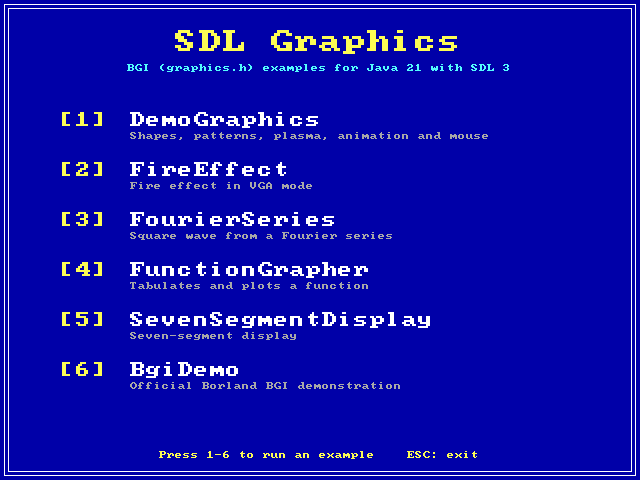 SDL Graphics
BGI (graphics.h) examples for Java 21 with SDL 3
[1] DemoGraphics
Shapes, patterns, plasma, animation and mouse
[2] FireEffect
Fire effect in VGA mode
[3] FourierSeries
Square wave from a Fourier series
[4] FunctionGrapher
Tabulates and plots a function
[5] SevenSegmentDisplay
Seven-segment display
[6] BgiDemo
Official Borland BGI demonstration
Press 1-6 to run an example ESC: exit